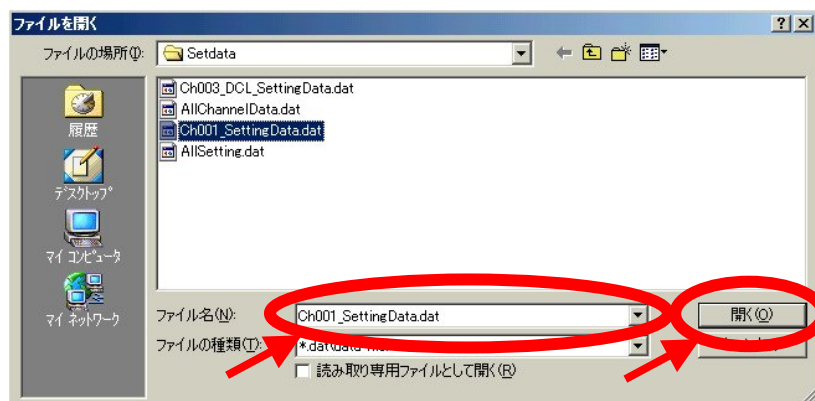 ファイルを開く
ファイルの場所(I):
Setdata
Ch003_DCL_SettingData.dat
AllChannelData.dat
Ch001_SettingData.dat
AllSetting.dat
履歴
デスクトップ
マイ コンピュータ
マイ ネットワーク
ファイル名(N):
Ch001_SettingData.dat
開く(O)
ファイルの種類(T):
読み取り専用ファイルとして開く(R)